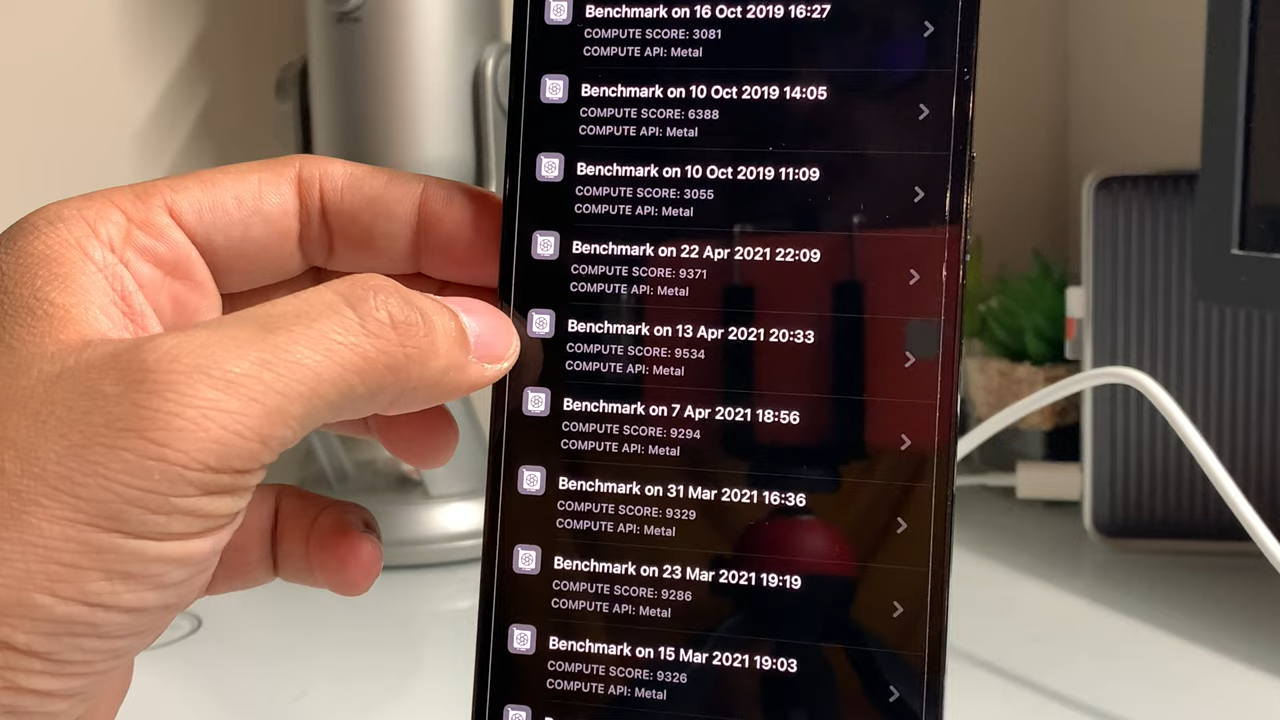 Benchmark on 16 Oct 2019 16:27
COMPUTE SCORE: 3081
COMPUTE API: Metal
Benchmark on 10 Oct 2019 14:05
COMPUTE SCORE: 6388
COMPUTE API: Metal
Benchmark on 10 Oct 2019 11:09
COMPUTE SCORE: 3055
COMPUTE API: Metal
Benchmark on 22 Apr 2021 22:09
COMPUTE SCORE: 9371
COMPUTE API: Metal
Benchmark on 13 Apr 2021 20:33
COMPUTE SCORE: 9534
COMPUTE API: Metal
Benchmark on 7 Apr 2021 18:56
COMPUTE SCORE: 9294
COMPUTE API: Metal
Benchmark on 31 Mar 2021 16:36
COMPUTE SCORE: 9329
COMPUTE API: Metal
Benchmark on 23 Mar 2021 19:19
COMPUTE SCORE: 9286
COMPUTE API: Metal
Benchmark on 15 Mar 2021 19:03
COMPUTE SCORE: 9326
COMPUTE API: Metal